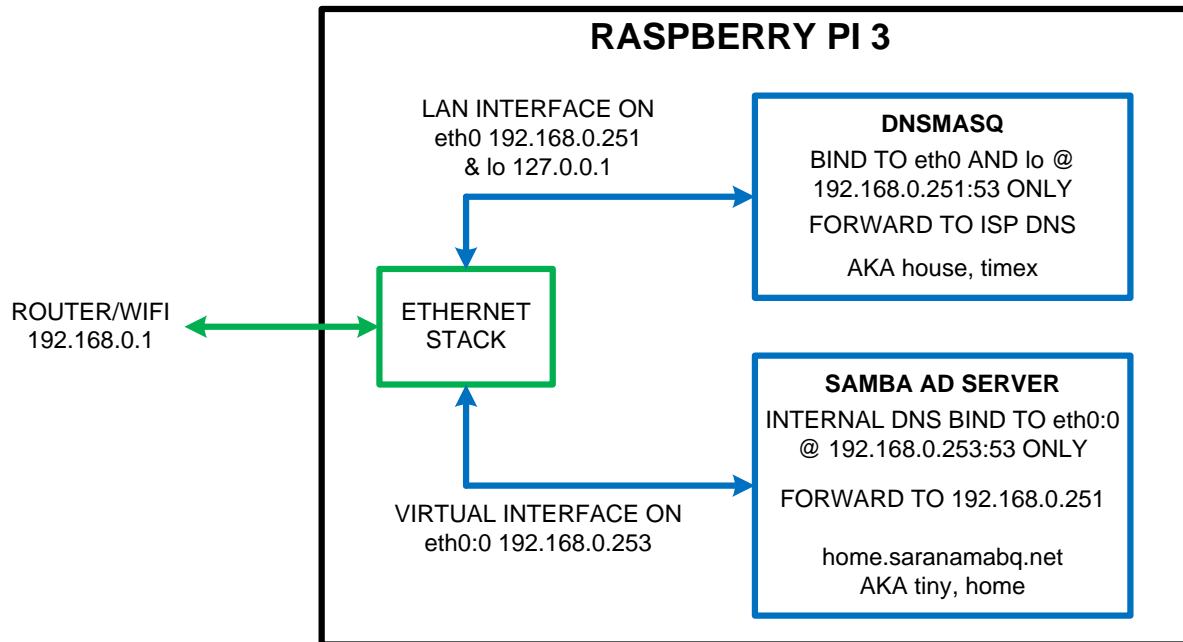 RASPBERRY PI 3
LAN INTERFACE ON
eth0 192.168.0.251
& lo 127.0.0.1
DNSMASQ
BIND TO eth0 AND lo @
192.168.0.251:53 ONLY
FORWARD TO ISP DNS
AKA house, timex
ROUTER/WIFI
192.168.0.1
ETHERNET
STACK
SAMBA AD SERVER
INTERNAL DNS BIND TO eth0:0
@ 192.168.0.253:53 ONLY
FORWARD TO 192.168.0.251
home.saranamabq.net
AKA tiny, home
VIRTUAL INTERFACE ON
eth0:0 192.168.0.253